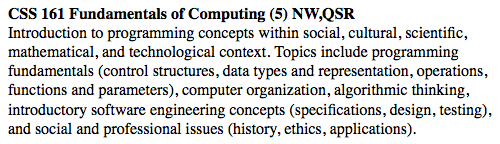 CSS 161 Fundamentals of Computing (5) NW,QSR
Introduction to programming concepts within social, cultural, scientific,
mathematical, and technological context. Topics include programming
fundamentals (control structures, data types and representation, operations,
functions and parameters), computer organization, algorithmic thinking,
introductory software engineering concepts (specifications, design, testing),
and social and professional issues (history, ethics, applications).